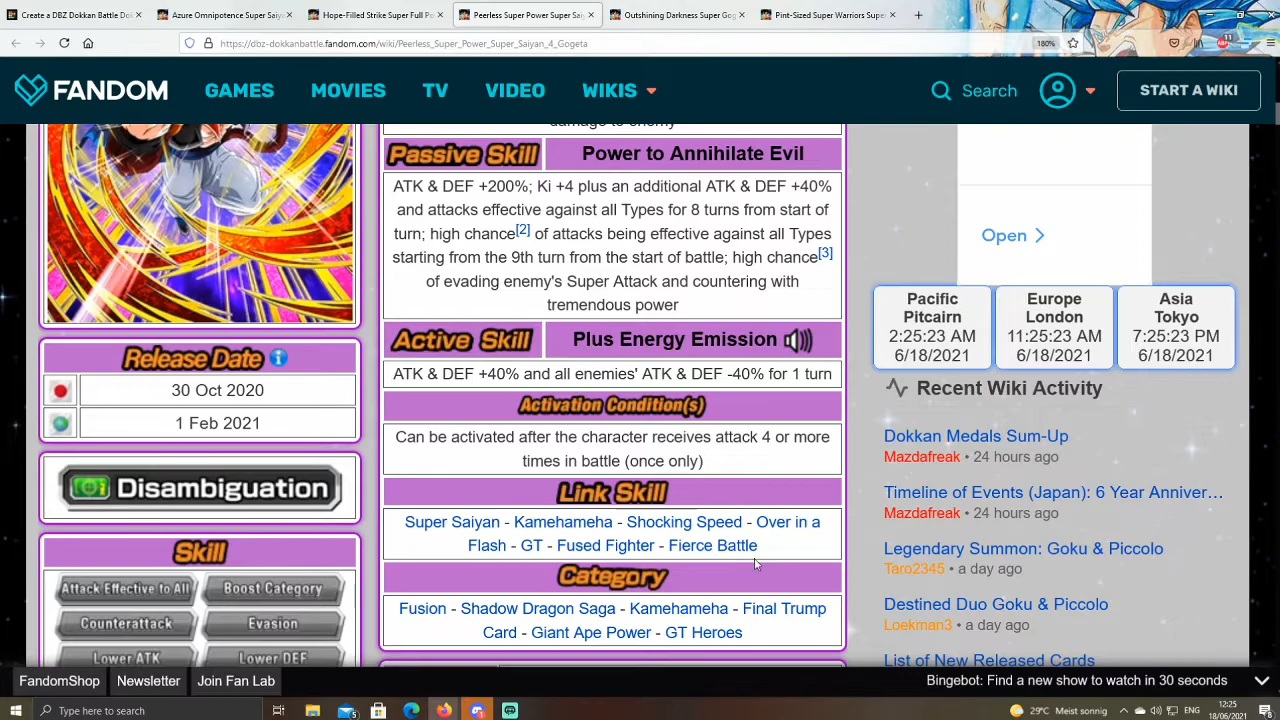 Create a DBZ Dokkan Battle Car
Azure Omnipotence Super Saiy
Hope-Filled Strike Super Full Po
Peerless Super Power Super Sai
Outshining Darkness Super Gog
Pint-Sized Super Warriors Supe
https://dbz-dokkanbattle.fandom.com/wiki/Peerless_Super_Power_Super_Saiyan_4_Gogeta
180%
11
FANDOM
GAMES
MOVIES
TV
VIDEO
WIKIS
Search
START A WIKI
damage to enemy
Passive Skill
Power to Annihilate Evil
ATK & DEF +200%; Ki +4 plus an additional ATK & DEF +40%
and attacks effective against all Types for 8 turns from start of
turn; high chance[2] of attacks being effective against all Types
starting from the 9th turn from the start of battle; high chance[3]
of evading enemy's Super Attack and countering with
tremendous power
Active Skill
Plus Energy Emission
ATK & DEF +40% and all enemies' ATK & DEF -40% for 1 turn
Activation Condition(s)
Can be activated after the character receives attack 4 or more
times in battle (once only)
Link Skill
Super Saiyan - Kamehameha - Shocking Speed - Over in a
Flash - GT - Fused Fighter - Fierce Battle
Category
Fusion - Shadow Dragon Saga - Kamehameha - Final Trump
Card - Giant Ape Power - GT Heroes
Release Date
30 Oct 2020
1 Feb 2021
Disambiguation
Skill
Attack Effective to All
Boost Category
Counterattack
Evasion
Lower ATK
Lower DEF
Open
Pacific
Pitcairn
2:25:23 AM
6/18/2021
Europe
London
11:25:23 AM
6/18/2021
Asia
Tokyo
7:25:23 PM
6/18/2021
Recent Wiki Activity
Dokkan Medals Sum-Up
Mazdafreak • 24 hours ago
Timeline of Events (Japan): 6 Year Anniver…
Mazdafreak • 24 hours ago
Legendary Summon: Goku & Piccolo
Taro2345 • a day ago
Destined Duo Goku & Piccolo
Loekman3 • a day ago
List of New Released Cards
FandomShop
Newsletter
Join Fan Lab
Bingebot: Find a new show to watch in 30 seconds
Type here to search
29°C Meist sonnig
ENG
12:25
18/06/2021